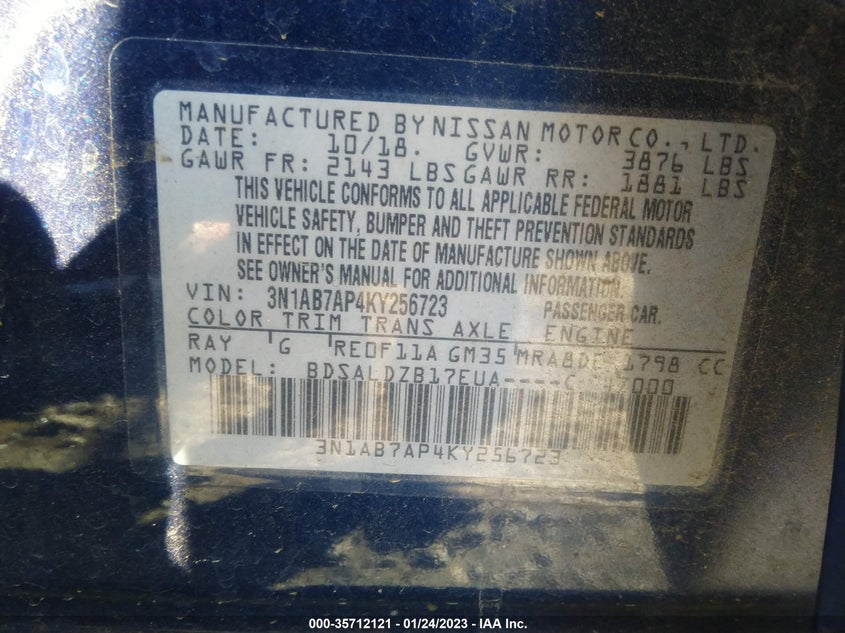 MANUFACTURED BY NISSAN MOTOR CO., LTD.
DATE: 10/18. GVWR: 3876 LBS
GAWR FR: 2143 LBS GAWR RR: 1881 LBS
THIS VEHICLE CONFORMS TO ALL APPLICABLE FEDERAL MOTOR
VEHICLE SAFETY, BUMPER AND THEFT PREVENTION STANDARDS
IN EFFECT ON THE DATE OF MANUFACTURE SHOWN ABOVE.
SEE OWNER'S MANUAL FOR ADDITIONAL INFORMATION.
VIN: 3N1AB7AP4KY256723 PASSENGER CAR.
COLOR TRIM TRANS AXLE ENGINE
RAY G RE0F11A GM35 MRA8DE 1798 CC
MODEL: BDSALDZB17EUA----C
3N1AB7AP4KY256723
000-35712121 - 01/24/2023 - IAA Inc.